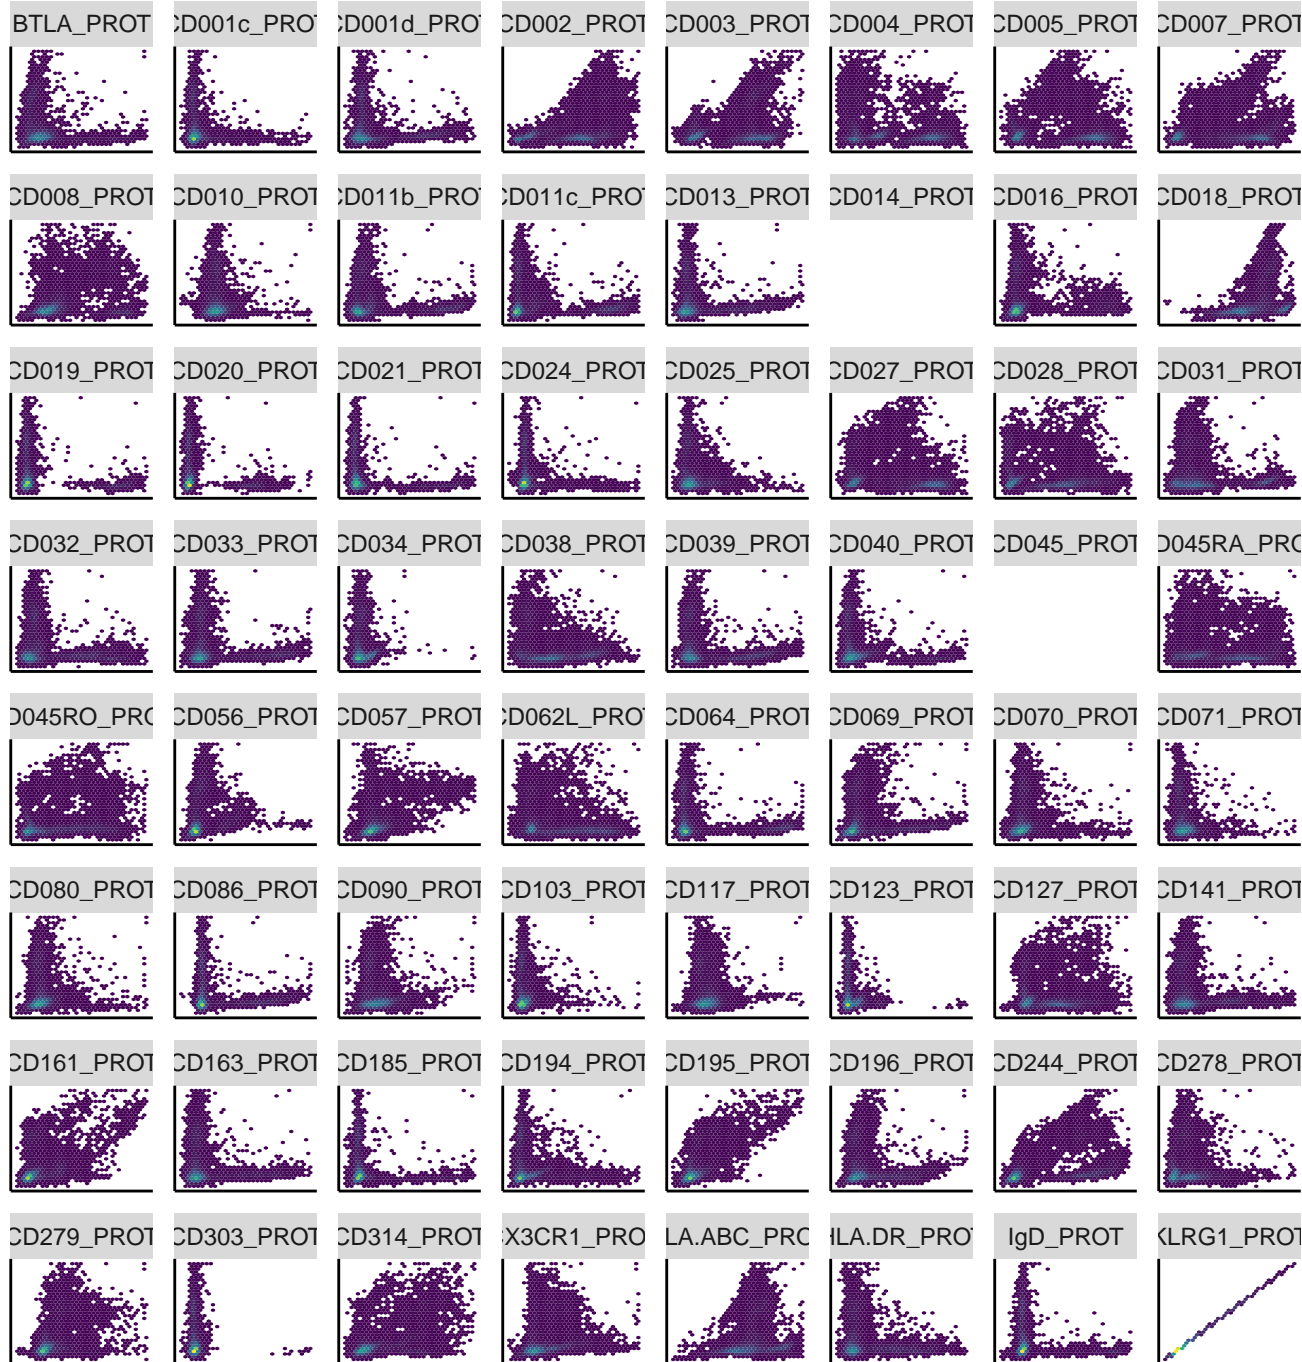 BTLA_PROT CD001c_PROT CD001d_PROT CD002_PROT CD003_PROT CD004_PROT CD005_PROT CD007_PROT
CD008_PROT CD010_PROT CD011b_PROT CD011c_PROT CD013_PROT CD014_PROT CD016_PROT CD018_PROT
CD019_PROT CD020_PROT CD021_PROT CD024_PROT CD025_PROT CD027_PROT CD028_PROT CD031_PROT
CD032_PROT CD033_PROT CD034_PROT CD038_PROT CD039_PROT CD040_PROT CD045_PROT D045RA_PRO
D045RO_PRO CD056_PROT CD057_PROT CD062L_PROT CD064_PROT CD069_PROT CD070_PROT CD071_PROT
CD080_PROT CD086_PROT CD090_PROT CD103_PROT CD117_PROT CD123_PROT CD127_PROT CD141_PROT
CD161_PROT CD163_PROT CD185_PROT CD194_PROT CD195_PROT CD196_PROT CD244_PROT CD278_PROT
CD279_PROT CD303_PROT CD314_PROT CX3CR1_PRO LA.ABC_PRO HLA.DR_PROT IgD_PROT KLRG1_PROT